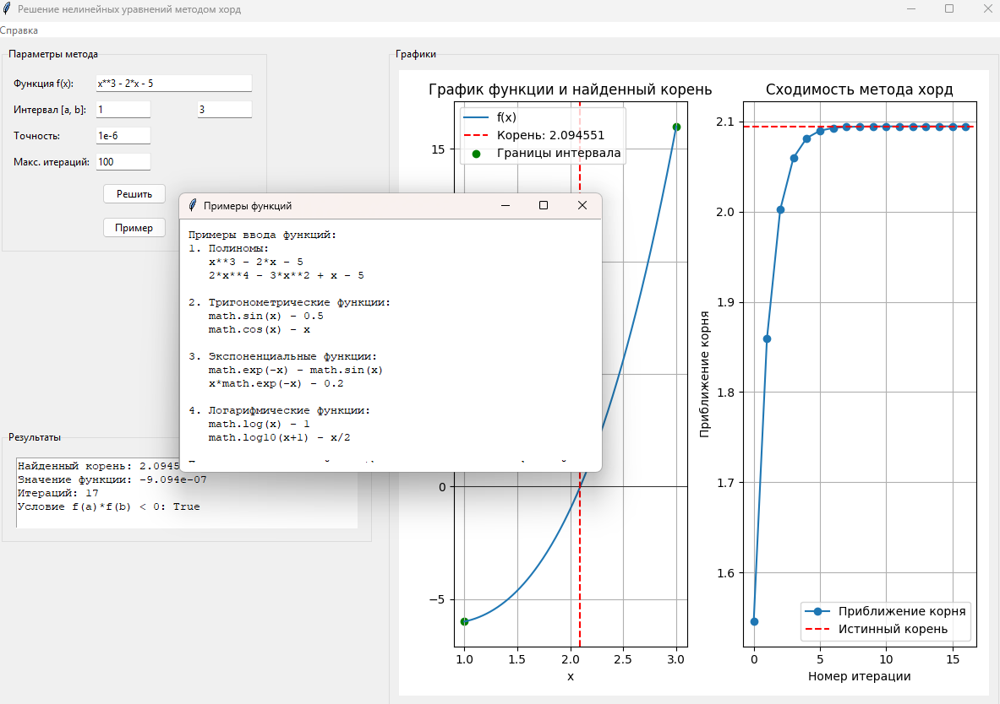 Решение нелинейных уравнений методом хорд
Справка
Параметры метода
Функция f(x): x**3 - 2*x - 5
Интервал [a, b]: 1 3
Точность: 1e-6
Макс. итераций: 100
Решить
Пример
Примеры функций
Примеры ввода функций:
1. Полиномы:
x**3 - 2*x - 5
2*x**4 - 3*x**2 + x - 5
2. Тригонометрические функции:
math.sin(x) - 0.5
math.cos(x) - x
3. Экспоненциальные функции:
math.exp(-x) - math.sin(x)
x*math.exp(-x) - 0.2
4. Логарифмические функции:
math.log(x) - 1
math.log10(x+1) - x/2
Результаты
Найденный корень: 2.0945
Значение функции: -9.094e-07
Итераций: 17
Условие f(a)*f(b) < 0: True
Графики
График функции и найденный корень
f(x)
Корень: 2.094551
Границы интервала
15
0
−5
1.0 1.5 2.0 2.5 3.0
x
Сходимость метода хорд
2.1
2.0
1.9
1.8
1.7
1.6
Приближение корня
Приближение корня
Истинный корень
0 5 10 15
Номер итерации